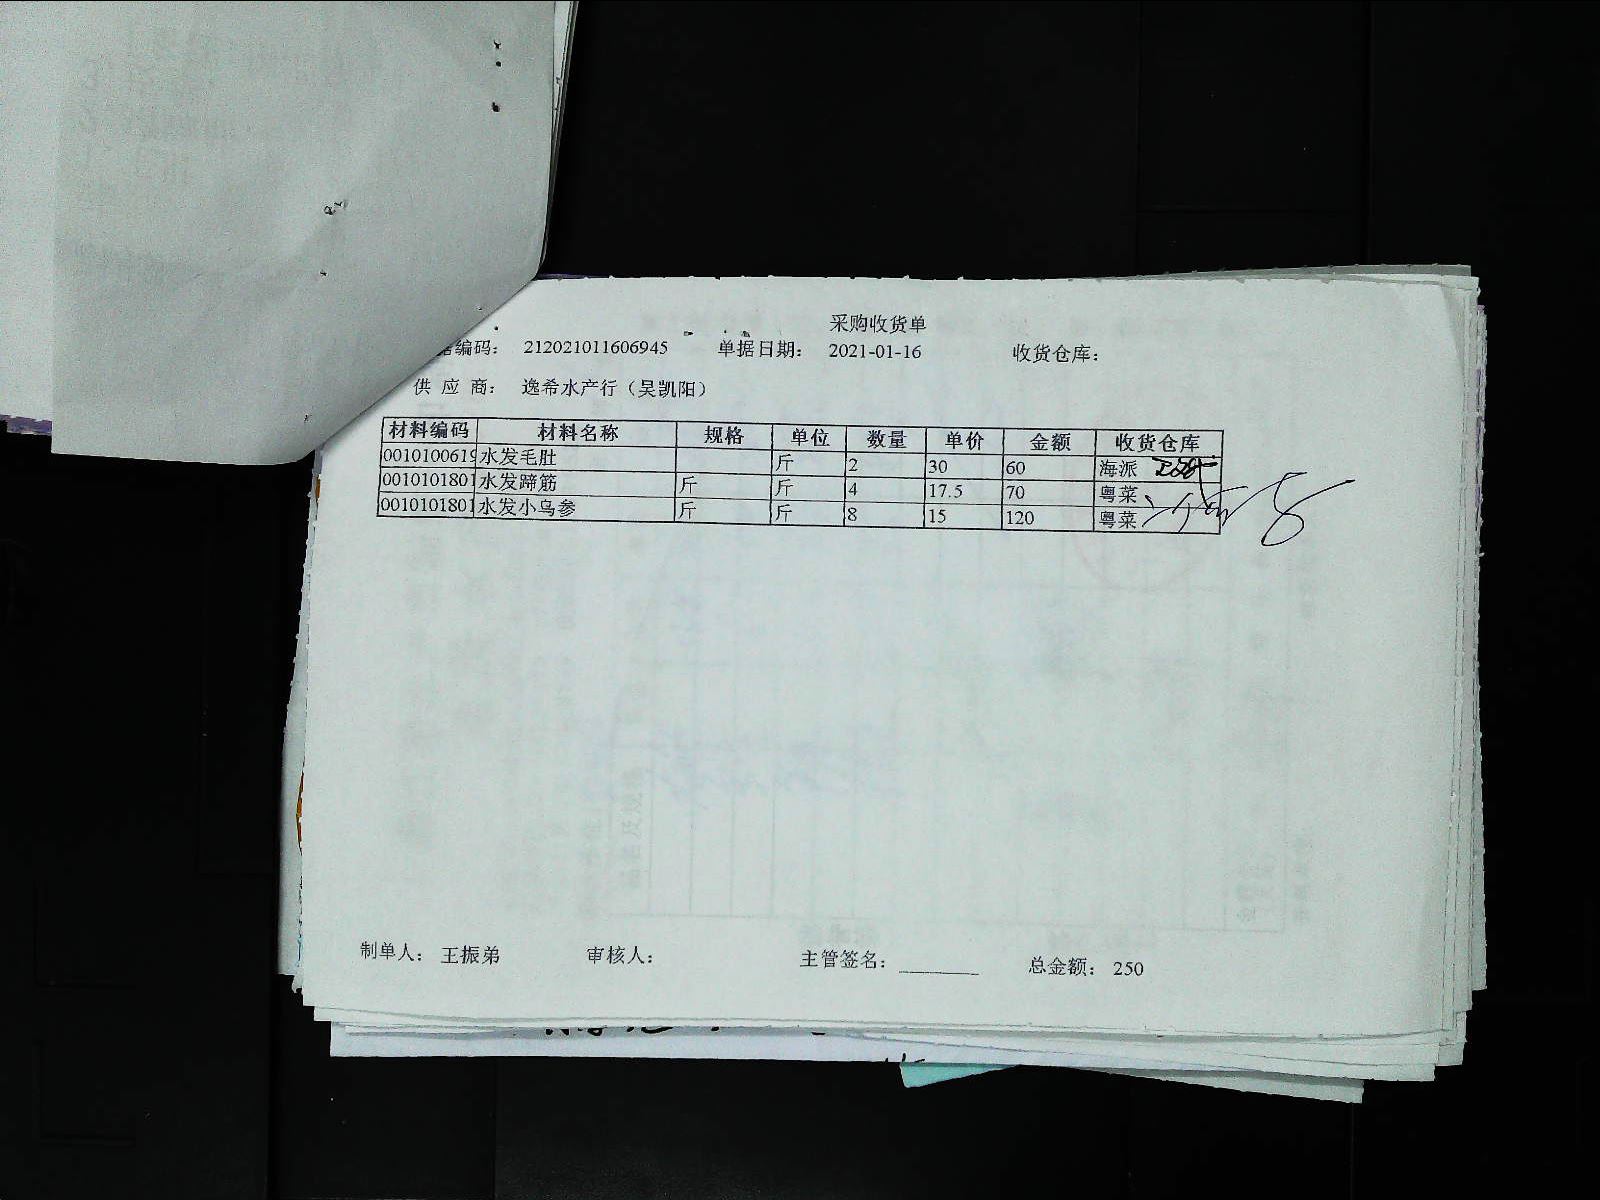 采购收货单
编码： 212021011606945 单据日期： 2021-01-16 收货仓库：
供 应 商： 逸希水产行（吴凯阳）
材料编码 材料名称 规格 单位 数量 单价 金额 收货仓库
0010100619 水发毛肚 斤 2 30 60 海派
0010101801 水发蹄筋 斤 斤 4 17.5 70 粤菜
0010101801 水发小乌参 斤 斤 8 15 120 粤菜
制单人： 王振弟 审核人： 主管签名： 总金额： 250